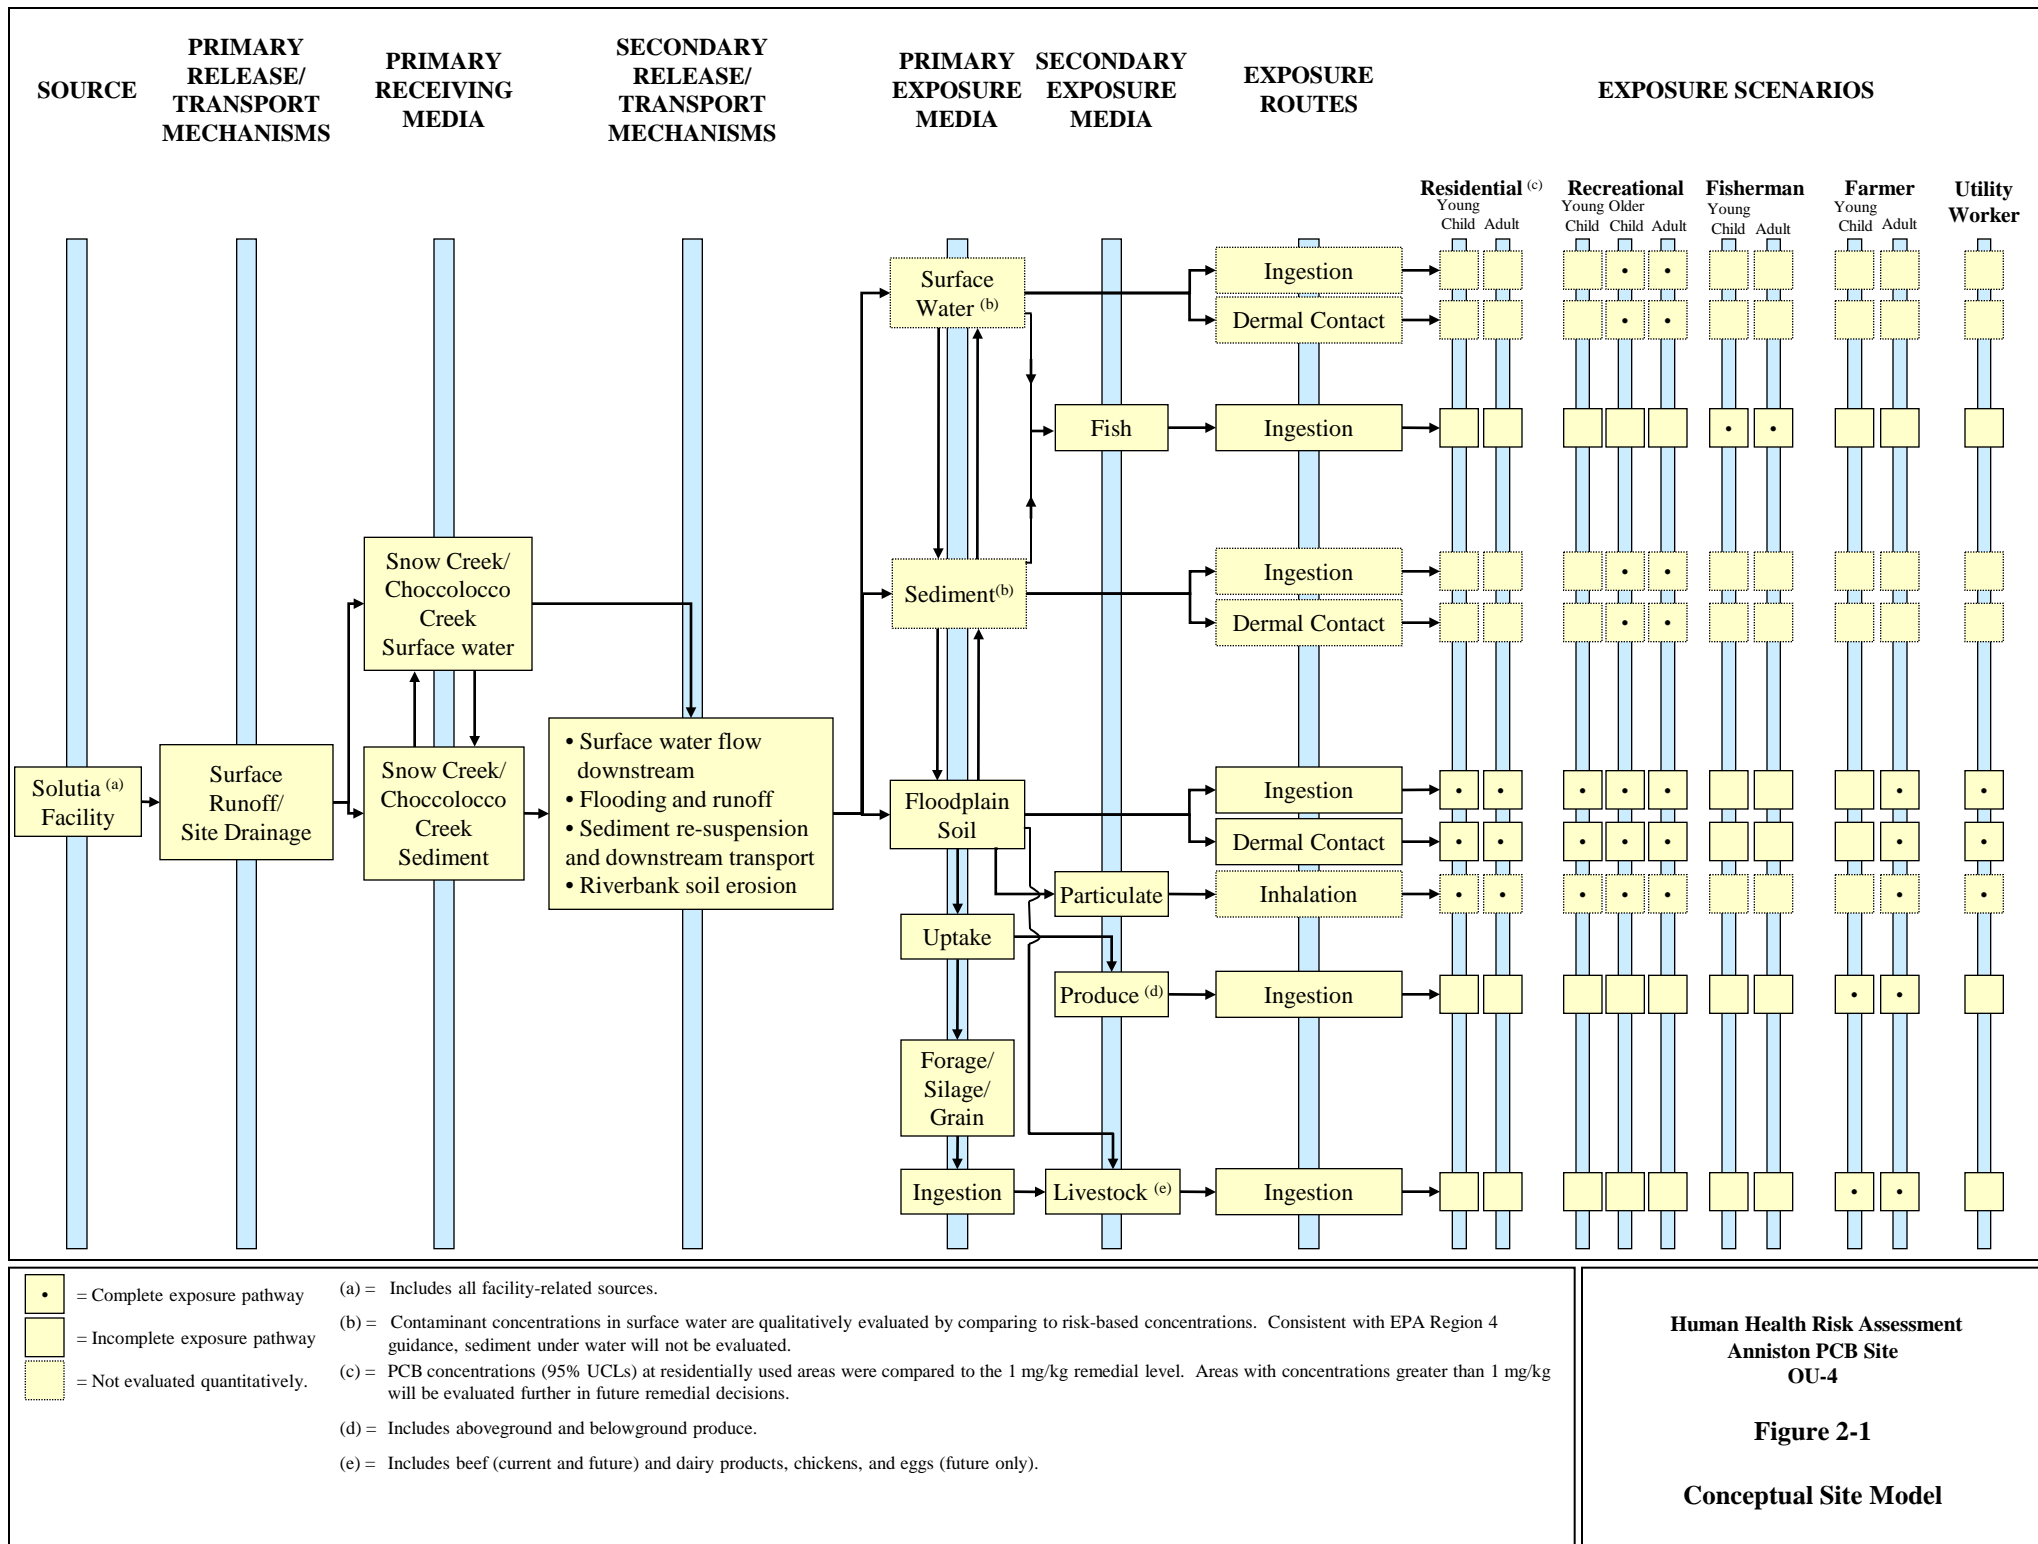 SOURCE
PRIMARY
RELEASE/
TRANSPORT
MECHANISMS
PRIMARY
RECEIVING
MEDIA
SECONDARY
RELEASE/
TRANSPORT
MECHANISMS
PRIMARY
EXPOSURE
MEDIA
SECONDARY
EXPOSURE
MEDIA
EXPOSURE
ROUTES
EXPOSURE SCENARIOS
Residential (c)
Young
Child Adult
Recreational
Young Older
Child Child Adult
Fisherman
Young
Child Adult
Farmer
Young
Child Adult
Utility
Worker
Solutia (a)
Facility
Surface
Runoff/
Site Drainage
Snow Creek/
Choccolocco
Creek
Surface water
Snow Creek/
Choccolocco
Creek
Sediment
• Surface water flow
downstream
• Flooding and runoff
• Sediment re-suspension
and downstream transport
• Riverbank soil erosion
Surface
Water (b)
Ingestion
Dermal Contact
Fish
Ingestion
Sediment(b)
Ingestion
Dermal Contact
Floodplain
Soil
Ingestion
Dermal Contact
Particulate
Inhalation
Uptake
Produce (d)
Ingestion
Forage/
Silage/
Grain
Ingestion
Livestock (e)
Ingestion
= Complete exposure pathway
= Incomplete exposure pathway
= Not evaluated quantitatively.
(a) = Includes all facility-related sources.
(b) = Contaminant concentrations in surface water are qualitatively evaluated by comparing to risk-based concentrations. Consistent with EPA Region 4
guidance, sediment under water will not be evaluated.
(c) = PCB concentrations (95% UCLs) at residentially used areas were compared to the 1 mg/kg remedial level. Areas with concentrations greater than 1 mg/kg
will be evaluated further in future remedial decisions.
(d) = Includes aboveground and belowground produce.
(e) = Includes beef (current and future) and dairy products, chickens, and eggs (future only).
Human Health Risk Assessment
Anniston PCB Site
OU-4
Figure 2-1
Conceptual Site Model